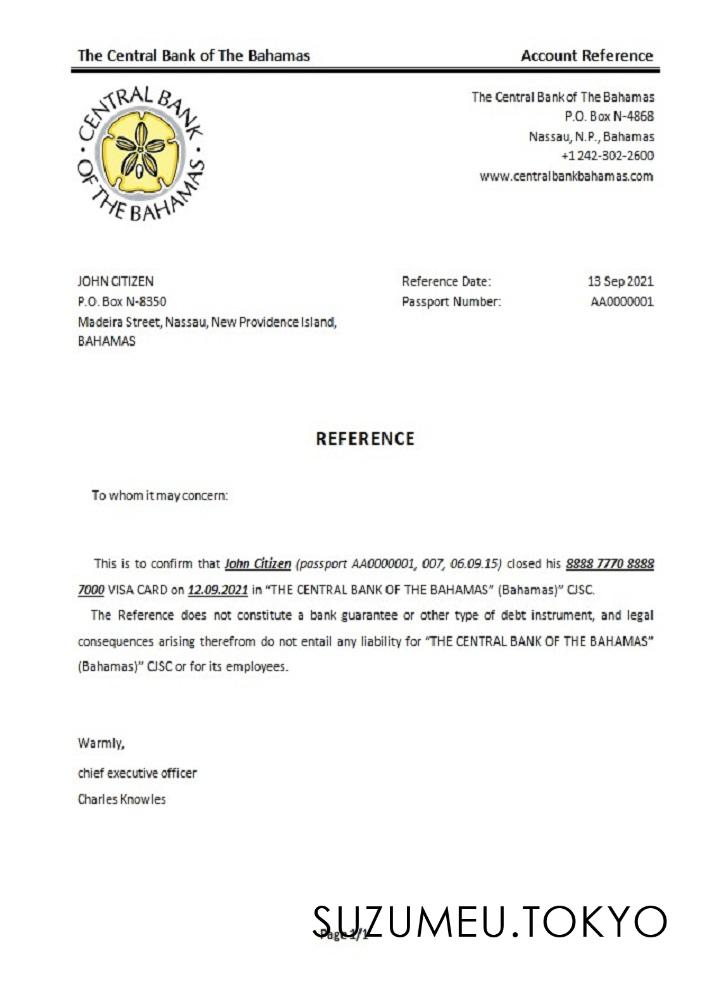 The Central Bank of The Bahamas Account Reference
CENTRAL BANK OF THE BAHAMAS
The Central Bank of The Bahamas
P.O. Box N-4868
Nassau, N.P., Bahamas
+1 242-302-2600
www.centralbankbahamas.com
JOHN CITIZEN
P.O. Box N-8350
Madeira Street, Nassau, New Providence Island,
BAHAMAS
Reference Date: 13 Sep 2021
Passport Number: AA0000001
REFERENCE
To whom it may concern:
This is to confirm that John Citizen (passport AA0000001, 007, 06.09.15) closed his 8888 7770 8888
7000 VISA CARD on 12.09.2021 in “THE CENTRAL BANK OF THE BAHAMAS” (Bahamas)” CJSC.
The Reference does not constitute a bank guarantee or other type of debt instrument, and legal
consequences arising therefrom do not entail any liability for “THE CENTRAL BANK OF THE BAHAMAS”
(Bahamas)” CJSC or for its employees.
Warmly,
chief executive officer
Charles Knowles
SUZUMEU.TOKYO
Page 1/1